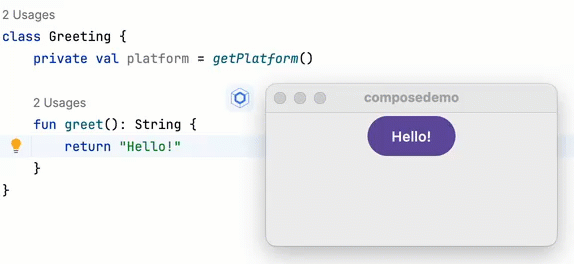 2 Usages
class Greeting {
    private val platform = getPlatform()
    2 Usages
    fun greet(): String {
        return "Hello!"
    }
}
composedemo
Hello!